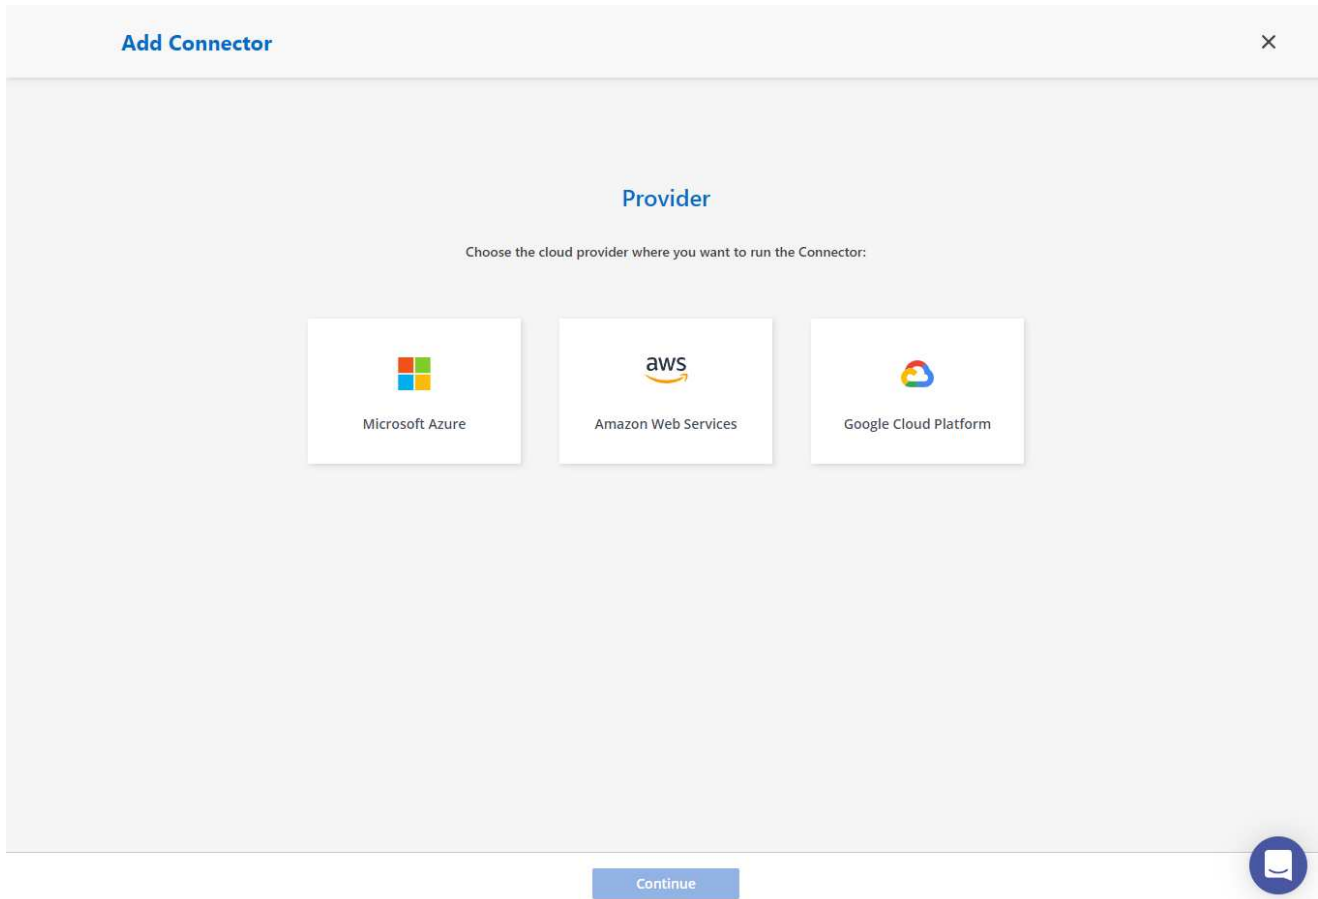 Add Connector
Provider
Choose the cloud provider where you want to run the Connector:
aws
Microsoft Azure
Amazon Web Services
Google Cloud Platform
Continue